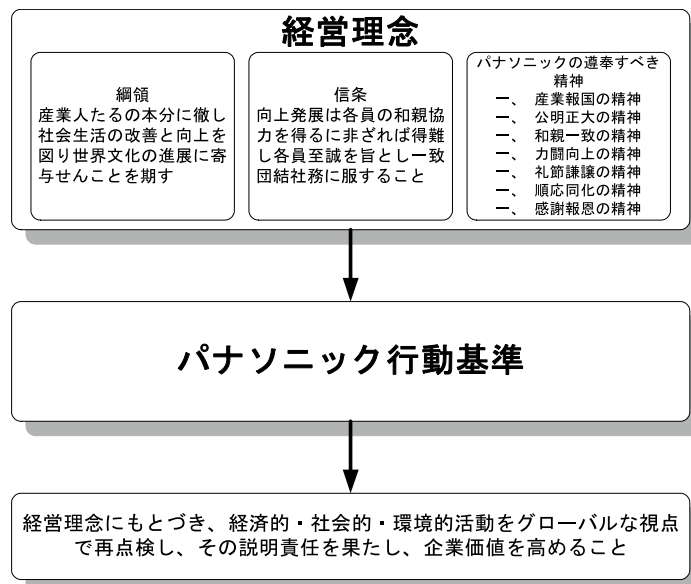 経営理念
綱領
産業人たるの本分に徹し
社会生活の改善と向上を
図り世界文化の進展に寄
与せんことを期す
信条
向上発展は各員の和親協
力を得るに非ざれば得難
し各員至誠を旨とし一致
団結社務に服すること
パナソニックの遵奉すべき
精神
一、 産業報国の精神
一、 公明正大の精神
一、 和親一致の精神
一、 力闘向上の精神
一、 礼節謙譲の精神
一、 順応同化の精神
一、 感謝報恩の精神
パナソニック行動基準
経営理念にもとづき、経済的・社会的・環境的活動をグローバルな視点
で再点検し、その説明責任を果たし、企業価値を高めること